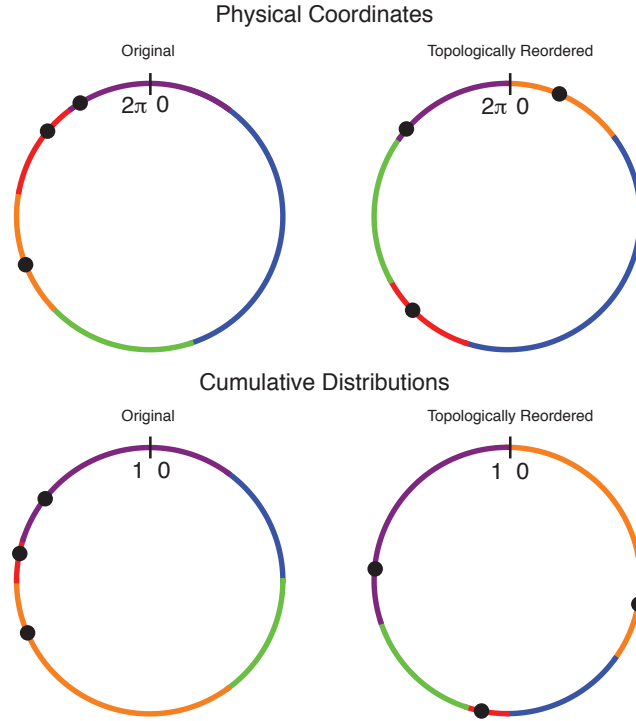 Physical Coordinates
Original Topologically Reordered
2π 0 2π 0
Cumulative Distributions
Original Topologically Reordered
1 0 1 0